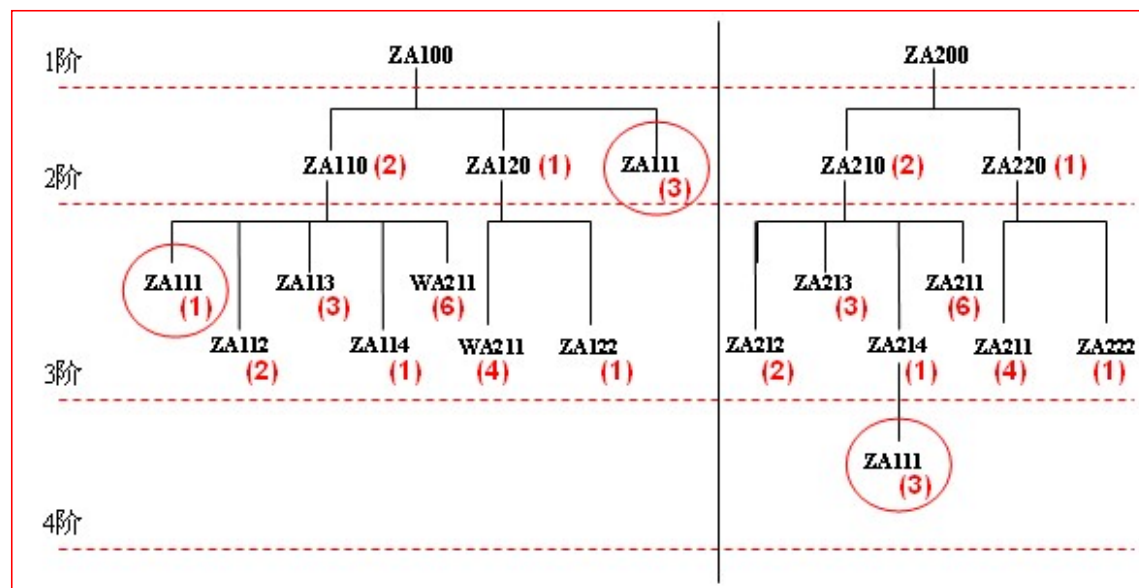 1阶 ZA100 ZA200
2阶 ZA110 (2) ZA120 (1) ZA111 ZA210 (2) ZA220 (1)
(3)
ZA111 ZA113 WA211 ZA213 ZA211
(1) (3) (6) (3) (6)
ZA112 ZA114 WA211 ZA122 ZA212 ZA214 ZA211 ZA222
3阶 (2) (1) (4) (1) (2) (1) (4) (1)
ZA111
(3)
4阶